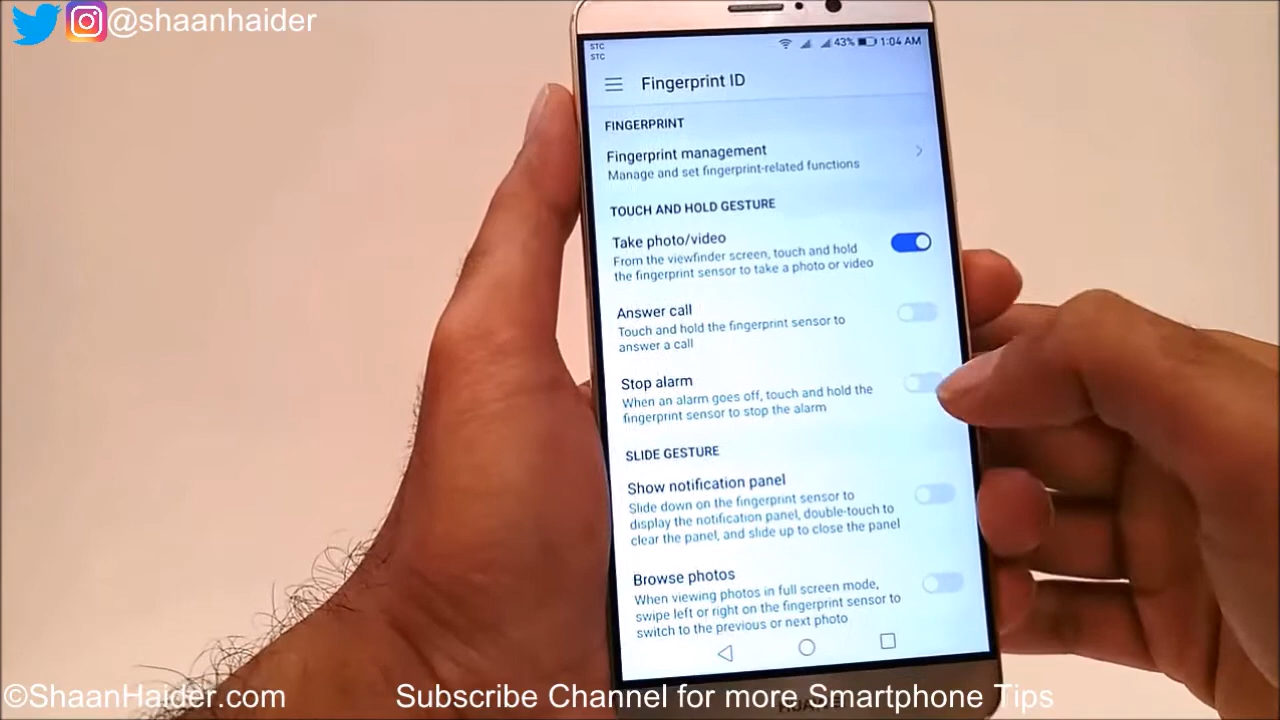 @shaanhaider
STC
STC
43% 1:04 AM
Fingerprint ID
FINGERPRINT
Fingerprint management
Manage and set fingerprint-related functions
TOUCH AND HOLD GESTURE
Take photo/video
From the viewfinder screen, touch and hold
the fingerprint sensor to take a photo or video
Answer call
Touch and hold the fingerprint sensor to
answer a call
Stop alarm
When an alarm goes off, touch and hold the
fingerprint sensor to stop the alarm
SLIDE GESTURE
Show notification panel
Slide down on the fingerprint sensor to
display the notification panel, double-touch to
clear the panel, and slide up to close the panel
Browse photos
When viewing photos in full screen mode,
swipe left or right on the fingerprint sensor to
switch to the previous or next photo
©ShaanHaider.com
Subscribe Channel for more Smartphone Tips